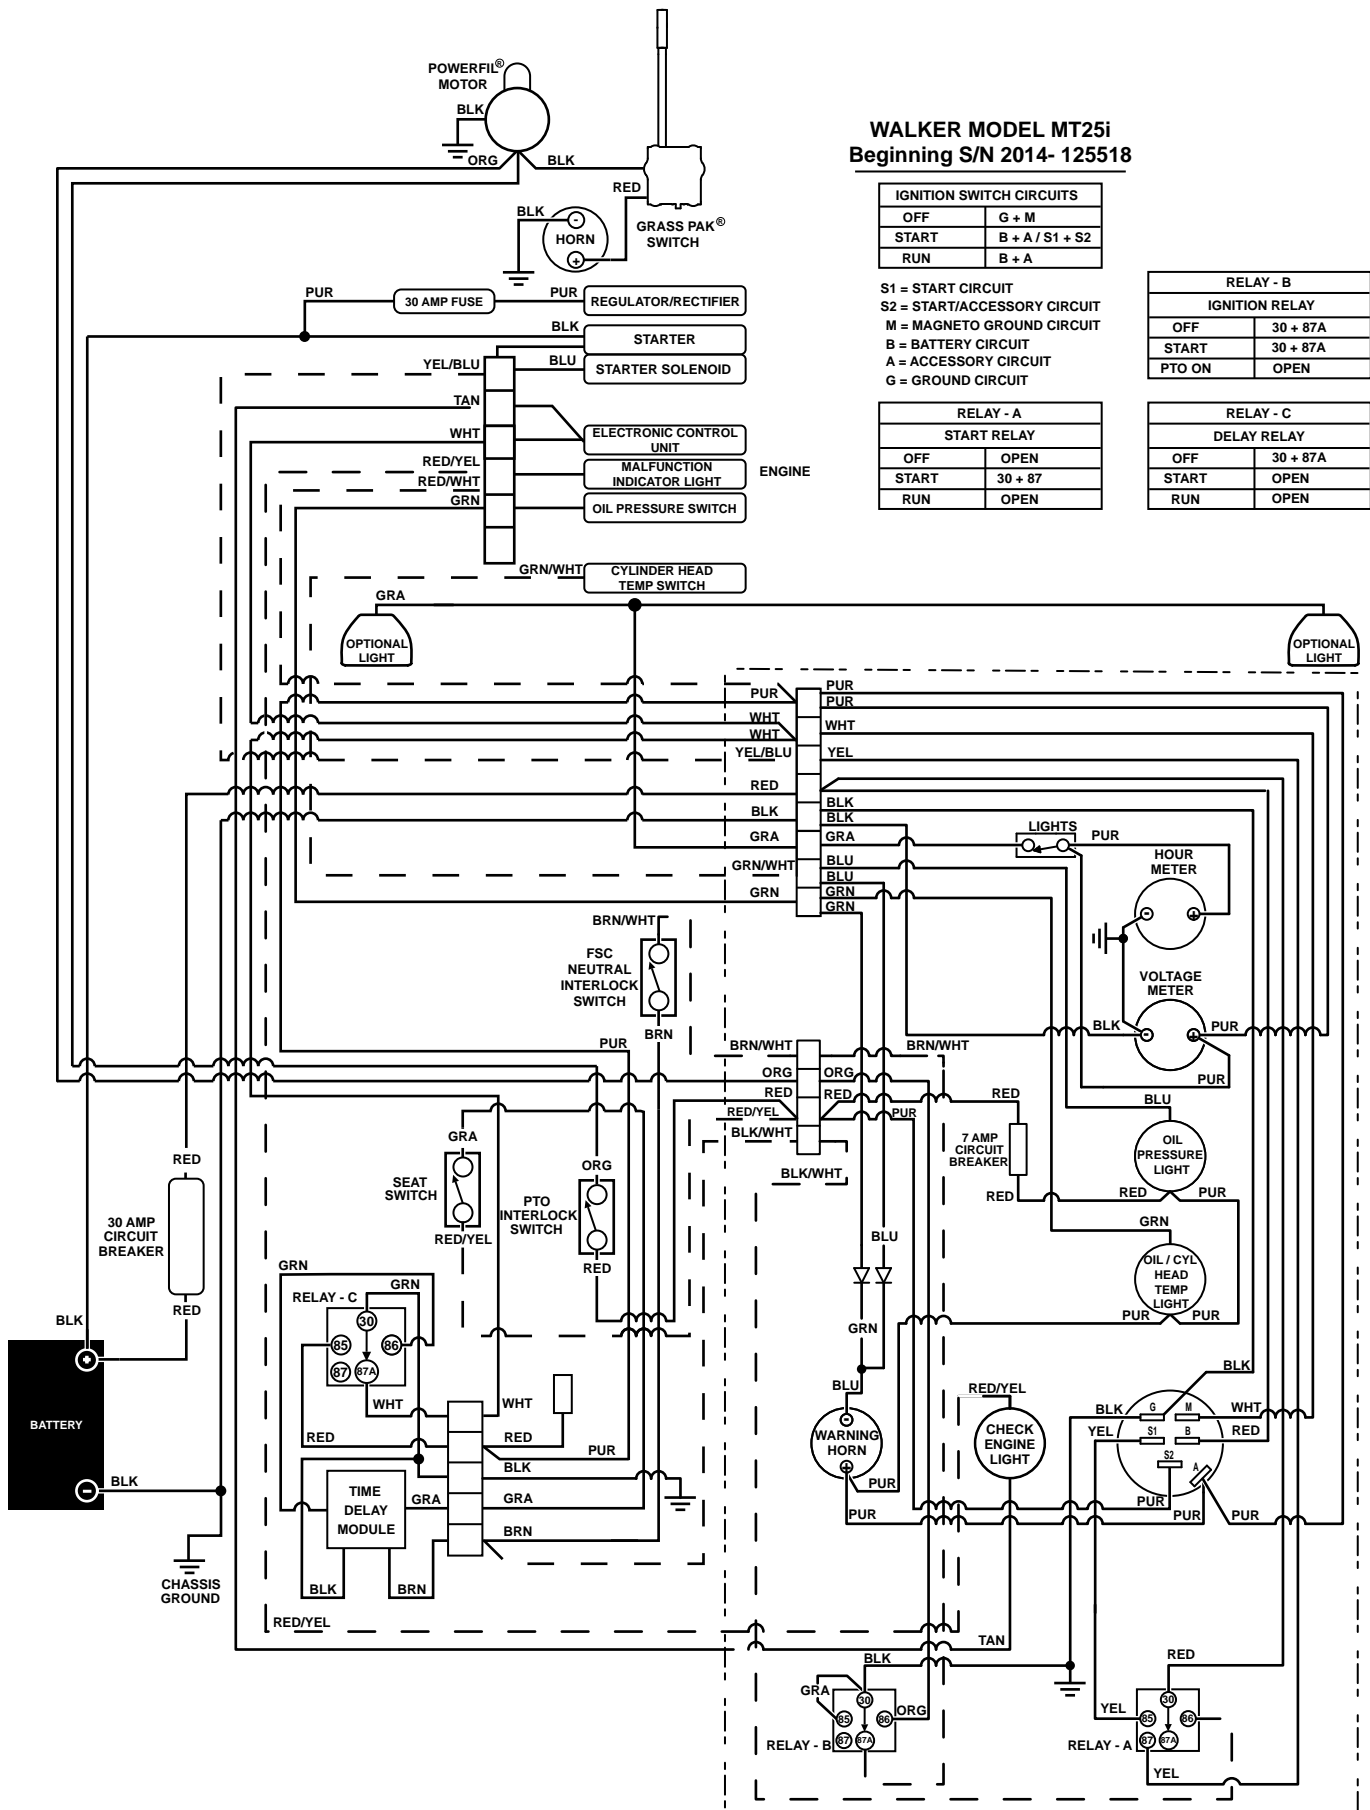 POWERFIL®
MOTOR
BLK
ORG
BLK
RED
BLK
-
HORN
+
GRASS PAK®
SWITCH
WALKER MODEL MT25i
Beginning S/N 2014- 125518
IGNITION SWITCH CIRCUITS
OFF G + M
START B + A / S1 + S2
RUN B + A
S1 = START CIRCUIT
S2 = START/ACCESSORY CIRCUIT
M = MAGNETO GROUND CIRCUIT
B = BATTERY CIRCUIT
A = ACCESSORY CIRCUIT
G = GROUND CIRCUIT
RELAY - B
IGNITION RELAY
OFF 30 + 87A
START 30 + 87A
PTO ON OPEN
RELAY - A
START RELAY
OFF OPEN
START 30 + 87
RUN OPEN
RELAY - C
DELAY RELAY
OFF 30 + 87A
START OPEN
RUN OPEN
PUR
30 AMP FUSE
PUR
REGULATOR/RECTIFIER
BLK
STARTER
YEL/BLU
BLU
STARTER SOLENOID
TAN
WHT
ELECTRONIC CONTROL
UNIT
RED/YEL
MALFUNCTION
INDICATOR LIGHT
ENGINE
RED/WHT
GRN
OIL PRESSURE SWITCH
GRN/WHT
CYLINDER HEAD
TEMP SWITCH
GRA
OPTIONAL
LIGHT
OPTIONAL
LIGHT
PUR
PUR
PUR
WHT
WHT
WHT
YEL/BLU
YEL
RED
BLK
BLK
BLK
GRA
GRA
LIGHTS
PUR
HOUR
METER
-
+
GRN/WHT
BLU
BLU
GRN
GRN
GRN
BRN/WHT
FSC
NEUTRAL
INTERLOCK
SWITCH
BRN
VOLTAGE
METER
BLK
-
+
PUR
PUR
PUR
BRN/WHT
BRN/WHT
ORG
ORG
RED
RED
RED
RED/YEL
PUR
BLK/WHT
BLK/WHT
7 AMP
CIRCUIT
BREAKER
RED
BLU
OIL
PRESSURE
LIGHT
RED
PUR
GRA
SEAT
SWITCH
RED/YEL
ORG
PTO
INTERLOCK
SWITCH
RED
RED
30 AMP
CIRCUIT
BREAKER
RED
BLU
GRN
OIL / CYL
HEAD
TEMP
LIGHT
PUR
PUR
GRN
GRN
RELAY - C
30
85
86
87
87A
WHT
WHT
RED
RED
PUR
BLK
GRA
GRA
BRN
TIME
DELAY
MODULE
BLK
BRN
BLK
+
BATTERY
-
BLK
CHASSIS
GROUND
GRN
BLU
-
WARNING
HORN
+
PUR
PUR
RED/YEL
CHECK
ENGINE
LIGHT
BLK
BLK
G
M
WHT
YEL
S1
B
RED
S2
A
PUR
PUR
PUR
RED/YEL
TAN
BLK
GRA
30
85
86
87
87A
ORG
RELAY - B
RED
YEL
30
85
86
87
87A
RELAY - A
YEL